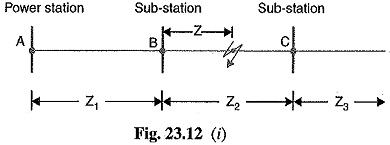 Power station Sub-station Sub-station
A B Z C
Z1 Z2 Z3
Fig. 23.12 (i)